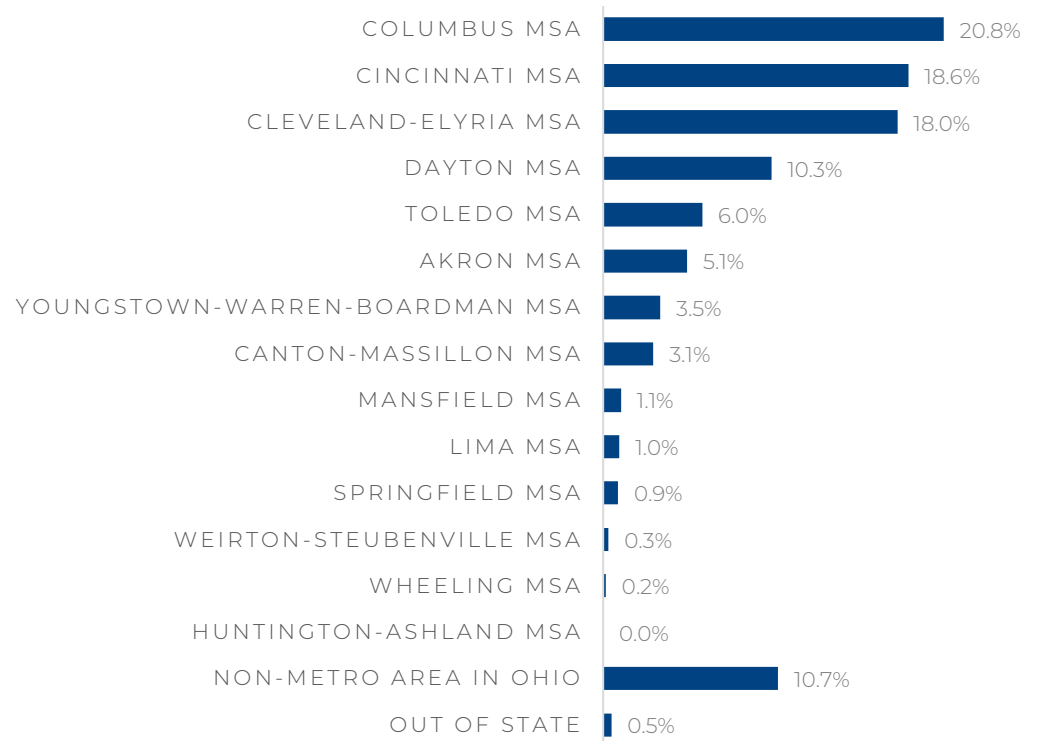 COLUMBUS MSA 20.8%
CINCINNATI MSA 18.6%
CLEVELAND-ELYRIA MSA 18.0%
DAYTON MSA 10.3%
TOLEDO MSA 6.0%
AKRON MSA 5.1%
YOUNGSTOWN-WARREN-BOARDMAN MSA 3.5%
CANTON-MASSILLON MSA 3.1%
MANSFIELD MSA 1.1%
LIMA MSA 1.0%
SPRINGFIELD MSA 0.9%
WEIRTON-STEUBENVILLE MSA 0.3%
WHEELING MSA 0.2%
HUNTINGTON-ASHLAND MSA 0.0%
NON-METRO AREA IN OHIO 10.7%
OUT OF STATE 0.5%